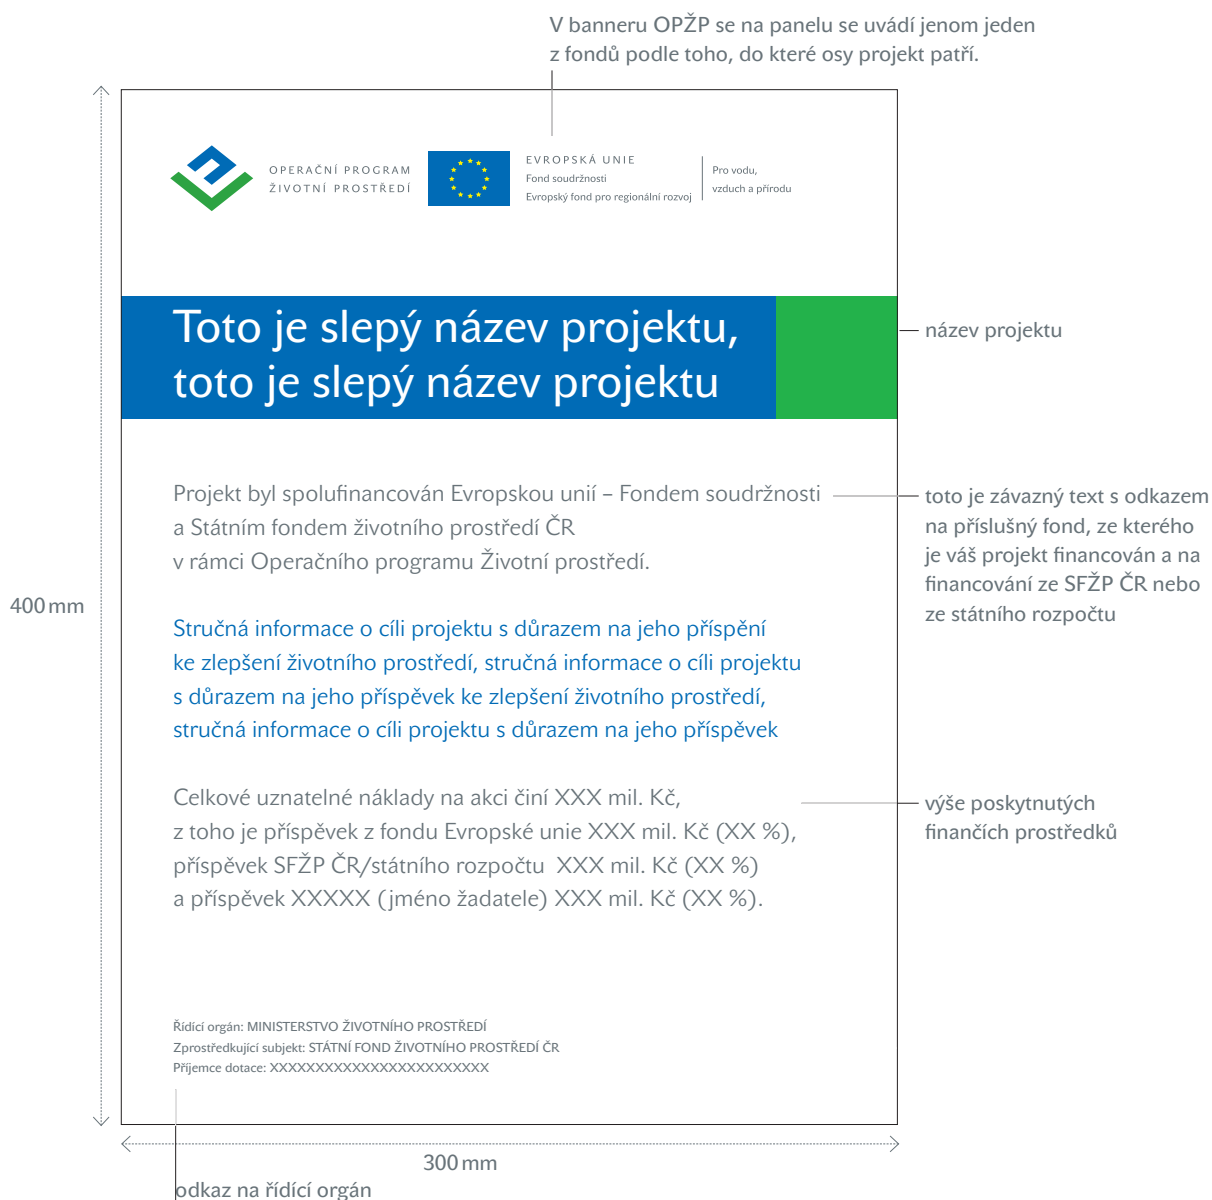 V banneru OPŽP se na panelu se uvádí jenom jeden
z fondů podle toho, do které osy projekt patří.
OPERAČNÍ PROGRAM
ŽIVOTNÍ PROSTŘEDÍ
EVROPSKÁ UNIE
Fond soudržnosti
Evropský fond pro regionální rozvoj
Pro vodu,
vzduch a přírodu
Toto je slepý název projektu,
toto je slepý název projektu
název projektu
Projekt byl spolufinancován Evropskou unií – Fondem soudržnosti
a Státním fondem životního prostředí ČR
v rámci Operačního programu Životní prostředí.
toto je závazný text s odkazem
na příslušný fond, ze kterého
je váš projekt financován a na
financování ze SFŽP ČR nebo
ze státního rozpočtu
400 mm
Stručná informace o cíli projektu s důrazem na jeho příspění
ke zlepšení životního prostředí, stručná informace o cíli projektu
s důrazem na jeho příspěvek ke zlepšení životního prostředí,
stručná informace o cíli projektu s důrazem na jeho příspěvek
Celkové uznatelné náklady na akci činí XXX mil. Kč,
z toho je příspěvek z fondu Evropské unie XXX mil. Kč (XX %),
příspěvek SFŽP ČR/státního rozpočtu  XXX mil. Kč (XX %)
a příspěvek XXXXX (jméno žadatele) XXX mil. Kč (XX %).
výše poskytnutých
finančích prostředků
Řídící orgán: MINISTERSTVO ŽIVOTNÍHO PROSTŘEDÍ
Zprostředkující subjekt: STÁTNÍ FOND ŽIVOTNÍHO PROSTŘEDÍ ČR
Příjemce dotace: XXXXXXXXXXXXXXXXXXXXXXXX
300 mm
odkaz na řídící orgán